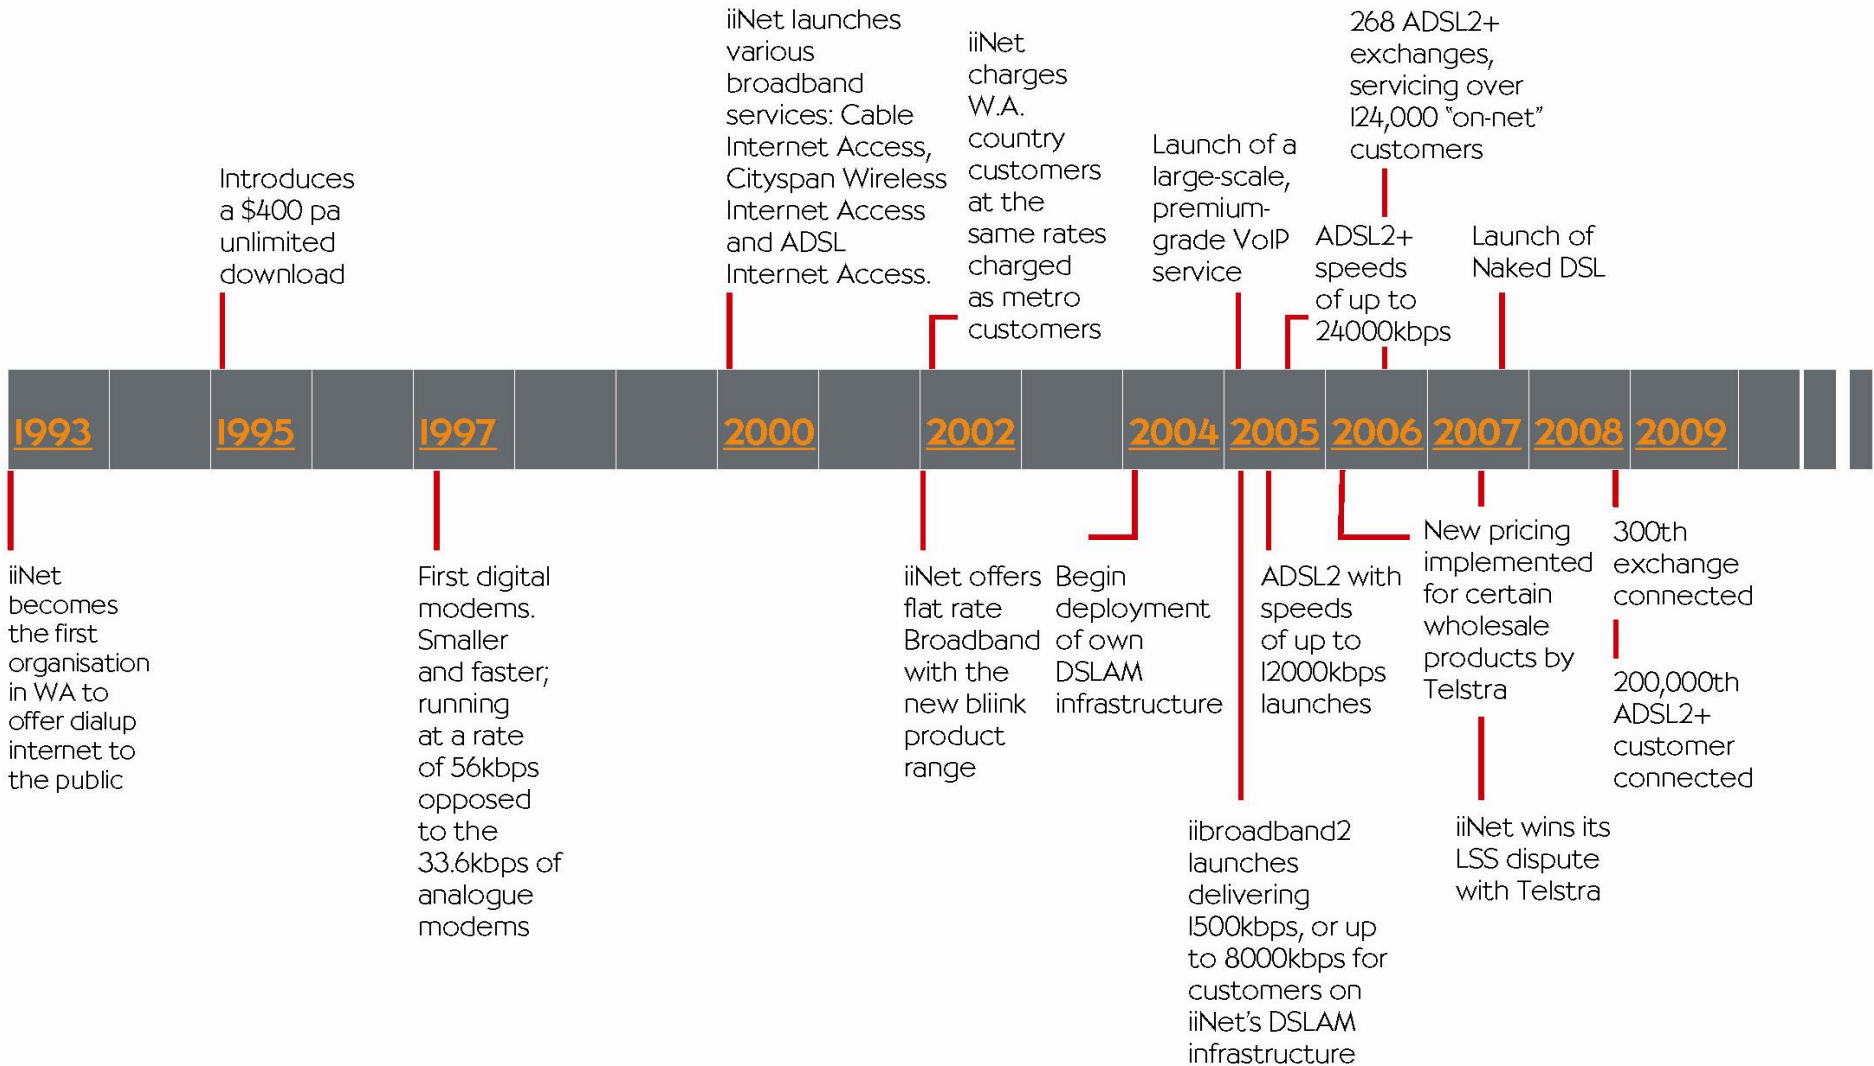 iiNet launches
various
broadband
services: Cable
Internet Access,
Cityspan Wireless
Internet Access
and ADSL
Internet Access.
iiNet
charges
W.A.
country
customers
at the
same rates
charged
as metro
customers
268 ADSL2+
exchanges,
servicing over
124,000 "on-net"
customers
Introduces
a $400 pa
unlimited
download
Launch of a
large-scale,
premium-
grade VoIP
service
ADSL2+
speeds
of up to
24000kbps
Launch of
Naked DSL
1993 1995 1997 2000 2002 2004 2005 2006 2007 2008 2009
iiNet
becomes
the first
organisation
in WA to
offer dialup
internet to
the public
First digital
modems.
Smaller
and faster;
running
at a rate
of 56kbps
opposed
to the
33.6kbps of
analogue
modems
iiNet offers
flat rate
Broadband
with the
new bliink
product
range
Begin
deployment
of own
DSLAM
infrastructure
iibroadband2
launches
delivering
1500kbps, or up
to 8000kbps for
customers on
iiNet's DSLAM
infrastructure
ADSL2 with
speeds
of up to
12000kbps
launches
New pricing
implemented
for certain
wholesale
products by
Telstra
iiNet wins its
LSS dispute
with Telstra
300th
exchange
connected
200,000th
ADSL2+
customer
connected